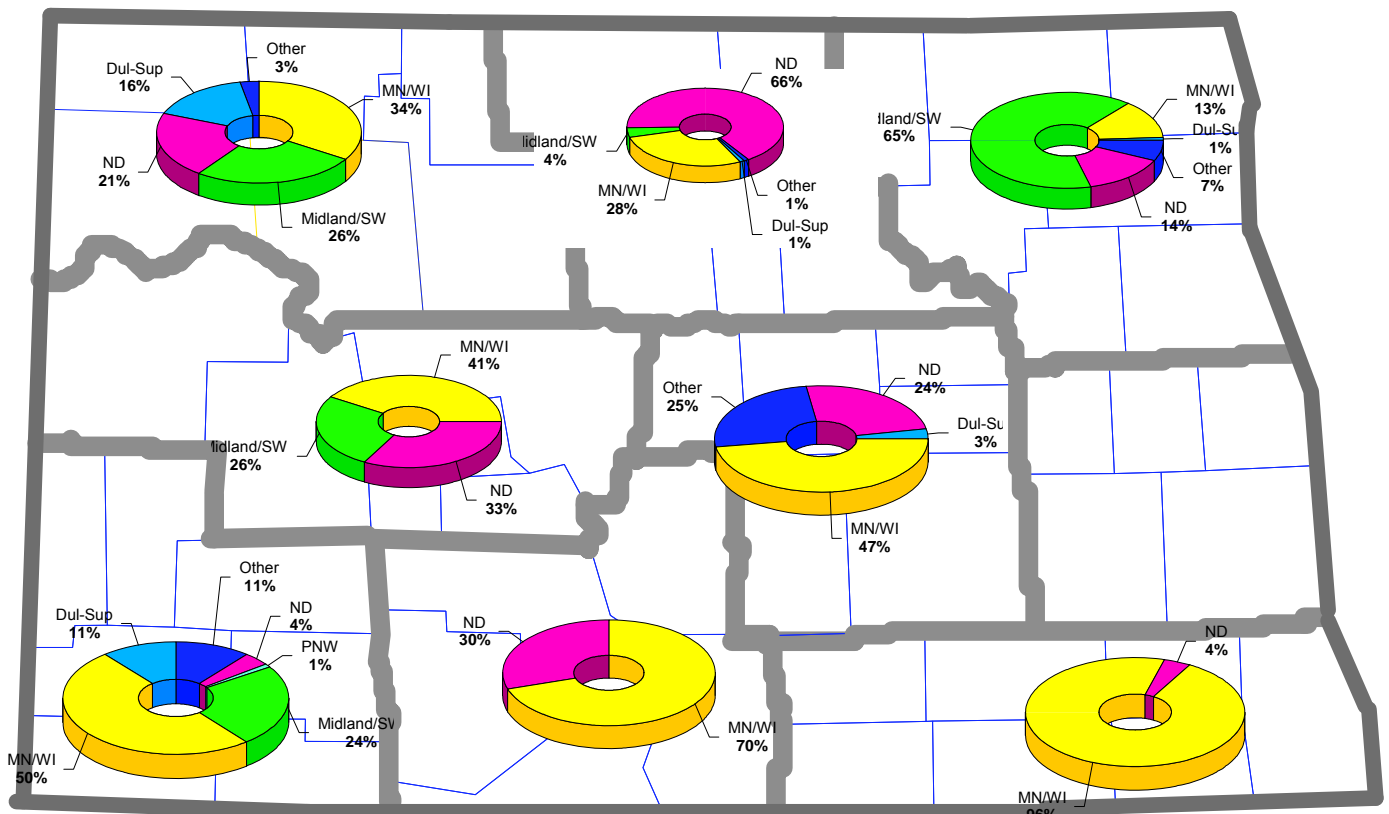 Other
3%
Dul-Sup
16%
MN/WI
34%
ND
21%
Midland/SW
26%
ND
66%
idland/SW
4%
MN/WI
28%
Other
1%
Dul-Sup
1%
dland/SW
65%
MN/WI
13%
Dul-Su
1%
Other
7%
ND
14%
MN/WI
41%
idland/SW
26%
ND
33%
Other
25%
ND
24%
Dul-Su
3%
MN/WI
47%
Other
11%
Dul-Sup
11%
ND
4%
PNW
1%
Midland/SW
24%
MN/WI
50%
ND
30%
MN/WI
70%
ND
4%
MN/WI
96%